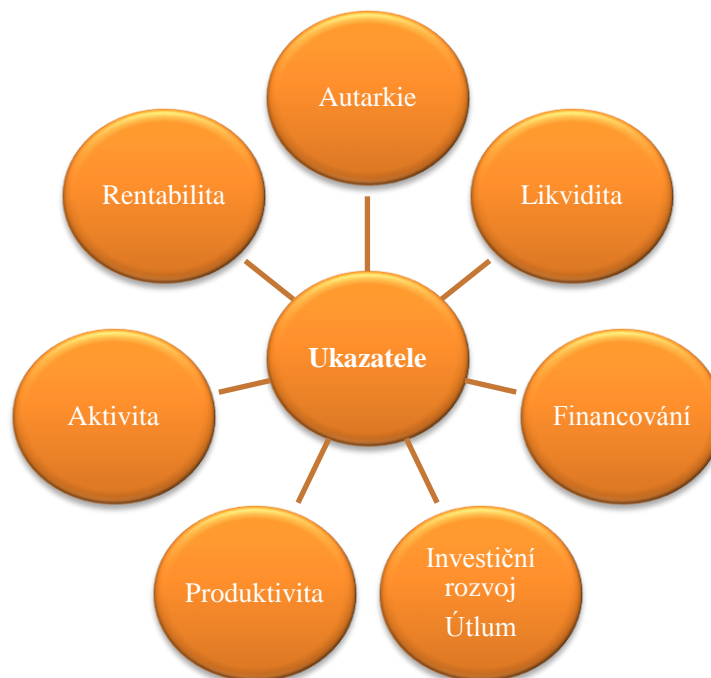 Autarkie
Rentabilita
Likvidita
Ukazatele
Aktivita
Financování
Produktivita
Investiční
rozvoj
Útlum